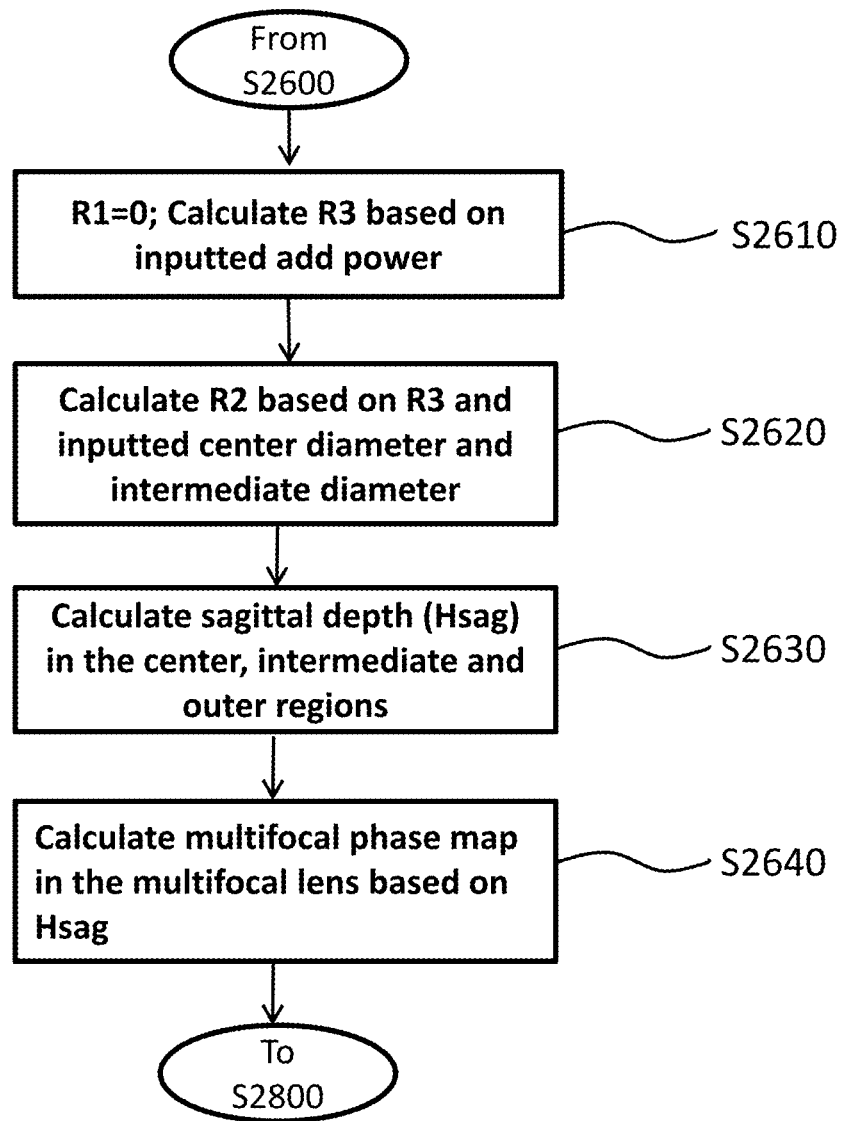 From
S2600
R1=0; Calculate R3 based on
inputted add power
S2610
Calculate R2 based on R3 and
inputted center diameter and
intermediate diameter
S2620
Calculate sagittal depth (Hsag)
in the center, intermediate and
outer regions
S2630
Calculate multifocal phase map
in the multifocal lens based on
Hsag
S2640
To
S2800